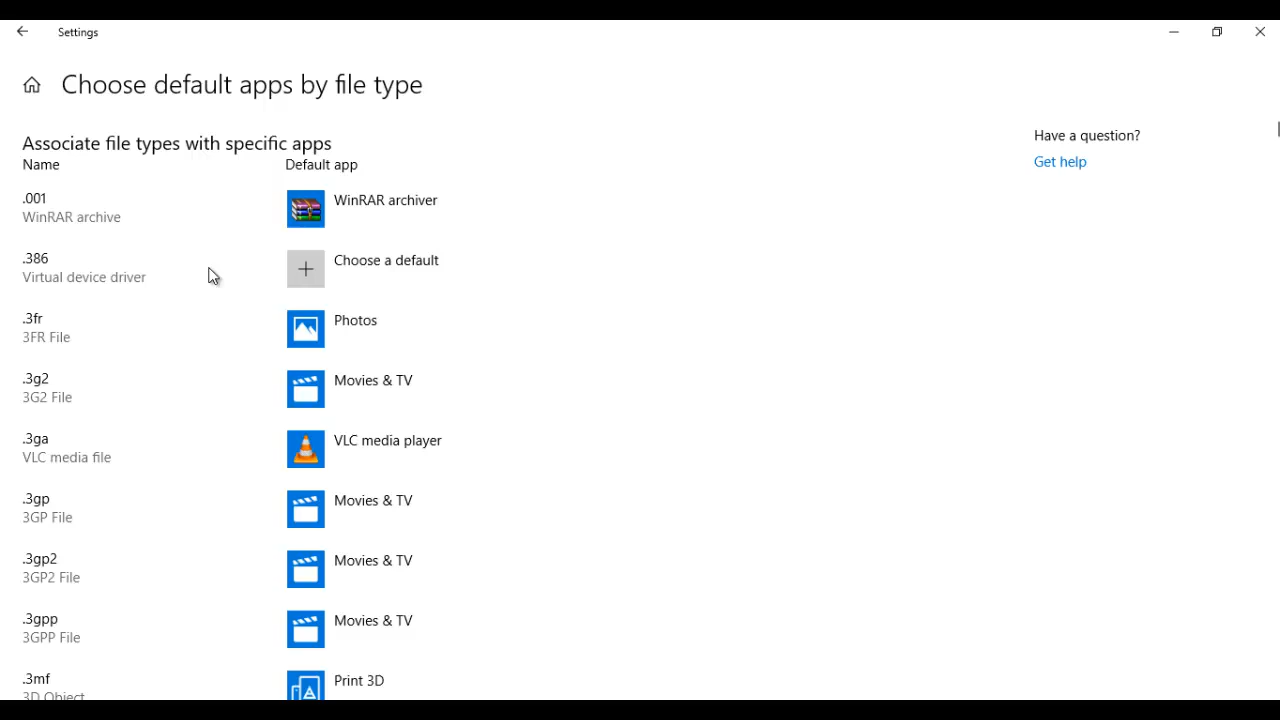 Settings
Choose default apps by file type
Associate file types with specific apps
Name Default app
Have a question?
Get help
.001
WinRAR archive
WinRAR archiver
.386
Virtual device driver
Choose a default
.3fr
3FR File
Photos
.3g2
3G2 File
Movies & TV
.3ga
VLC media file
VLC media player
.3gp
3GP File
Movies & TV
.3gp2
3GP2 File
Movies & TV
.3gpp
3GPP File
Movies & TV
.3mf
3D Object
Print 3D